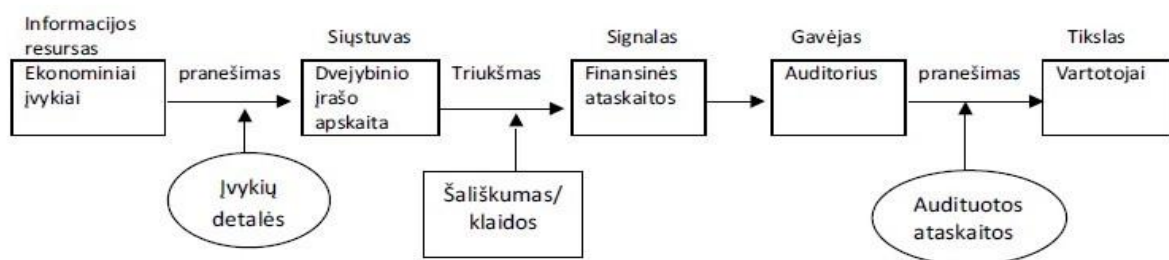 Informacijos
resursas
Siųstuvas
Signalas
Gavėjas
Tikslas
Ekonominiai
įvykiai
pranešimas
Dvejybinio
įrašo
apskaita
Triukšmas
Finansinės
ataskaitos
Auditorius
pranešimas
Vartotojai
Įvykių
detalės
Šališkumas/
klaidos
Audituotos
ataskaitos